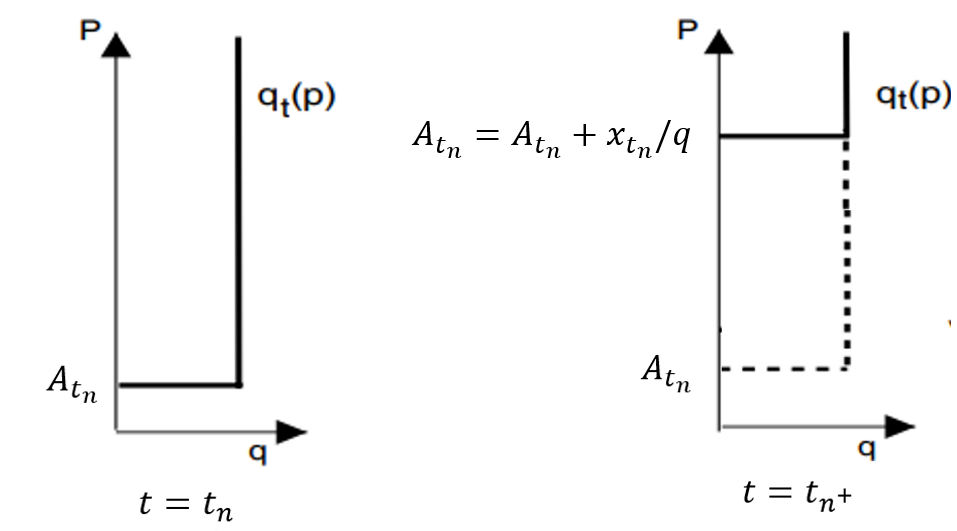 P
qₜ(p)
Aₜₙ
q
t = tₙ
P
qₜ(p)
Aₜₙ = Aₜₙ + xₜₙ/q
Aₜₙ
q
t = tₙ₊